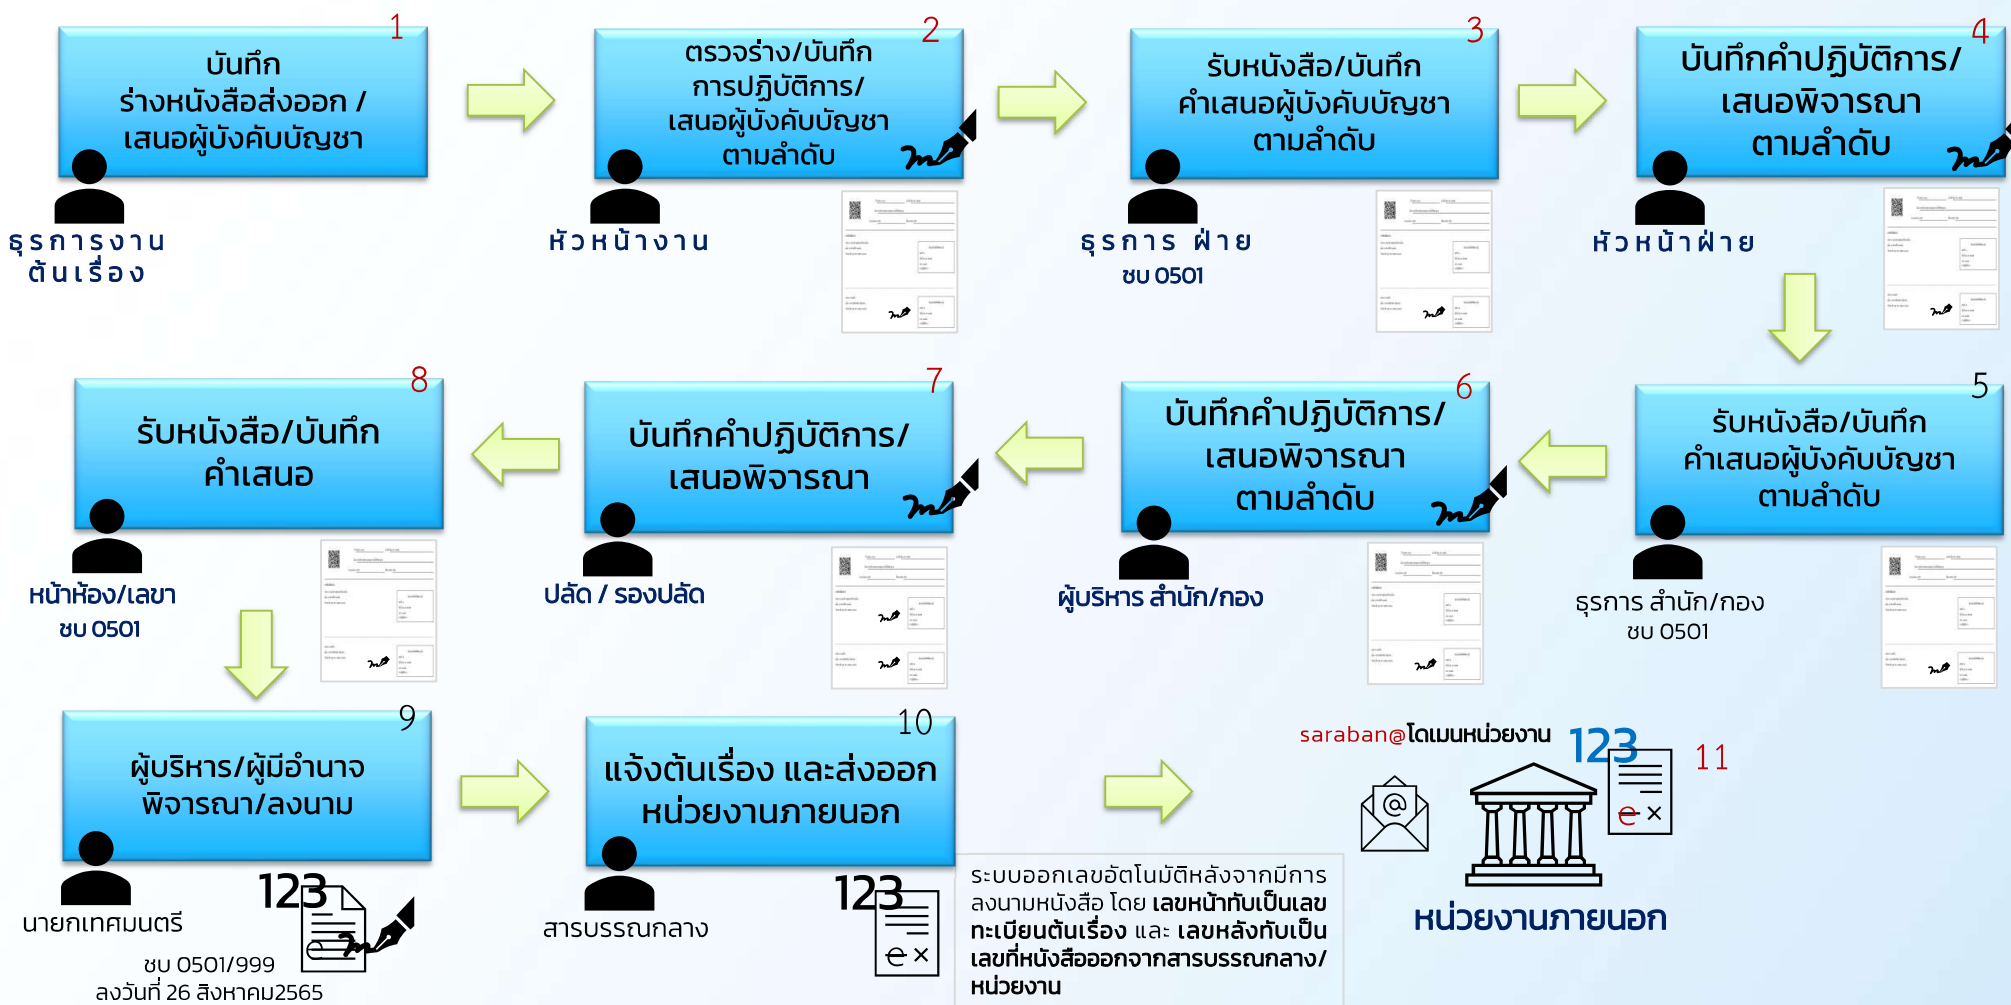 1
บันทึก
ร่างหนังสือส่งออก /
เสนอผู้บังคับบัญชา
ธุรการงาน
ต้นเรื่อง
2
ตรวจร่าง/บันทึก
การปฏิบัติการ/
เสนอผู้บังคับบัญชา
ตามลำดับ
หัวหน้างาน
3
รับหนังสือ/บันทึก
คำเสนอผู้บังคับบัญชา
ตามลำดับ
ธุรการ ฝ่าย
ชบ 0501
4
บันทึกคำปฏิบัติการ/
เสนอพิจารณา
ตามลำดับ
หัวหน้าฝ่าย
5
รับหนังสือ/บันทึก
คำเสนอผู้บังคับบัญชา
ตามลำดับ
ธุรการ สำนัก/กอง
ชบ 0501
6
บันทึกคำปฏิบัติการ/
เสนอพิจารณา
ตามลำดับ
ผู้บริหาร สำนัก/กอง
7
บันทึกคำปฏิบัติการ/
เสนอพิจารณา
ปลัด / รองปลัด
8
รับหนังสือ/บันทึก
คำเสนอ
หน้าห้อง/เลขา
ชบ 0501
9
ผู้บริหาร/ผู้มีอำนาจ
พิจารณา/ลงนาม
นายกเทศมนตรี
123
ชบ 0501/999
ลงวันที่ 26 สิงหาคม2565
10
แจ้งต้นเรื่อง และส่งออก
หน่วยงานภายนอก
สารบรรณกลาง
123
ระบบออกเลขอัตโนมัติหลังจากมีการ
ลงนามหนังสือ โดย เลขหน้าทับเป็นเลข
ทะเบียนต้นเรื่อง และ เลขหลังทับเป็น
เลขที่หนังสือออกจากสารบรรณกลาง/
หน่วยงาน
saraban@โดเมนหน่วยงาน
123
11
หน่วยงานภายนอก